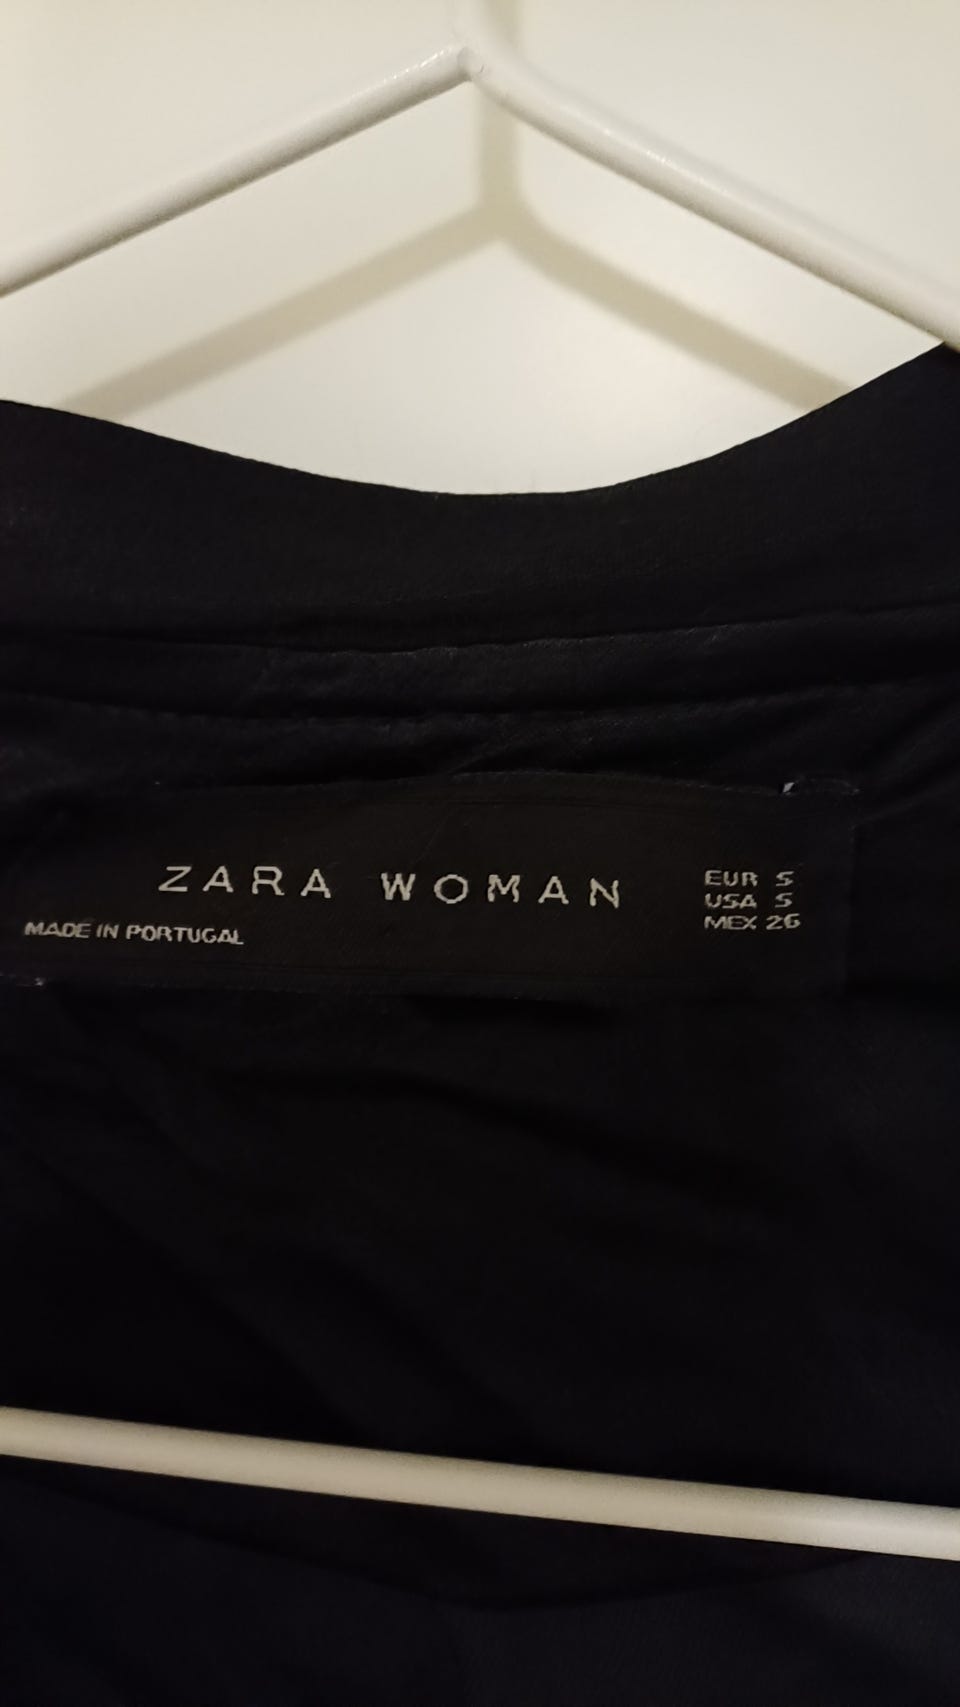 ZARA WOMAN
EUR S
USA S
MEX 26
MADE IN PORTUGAL